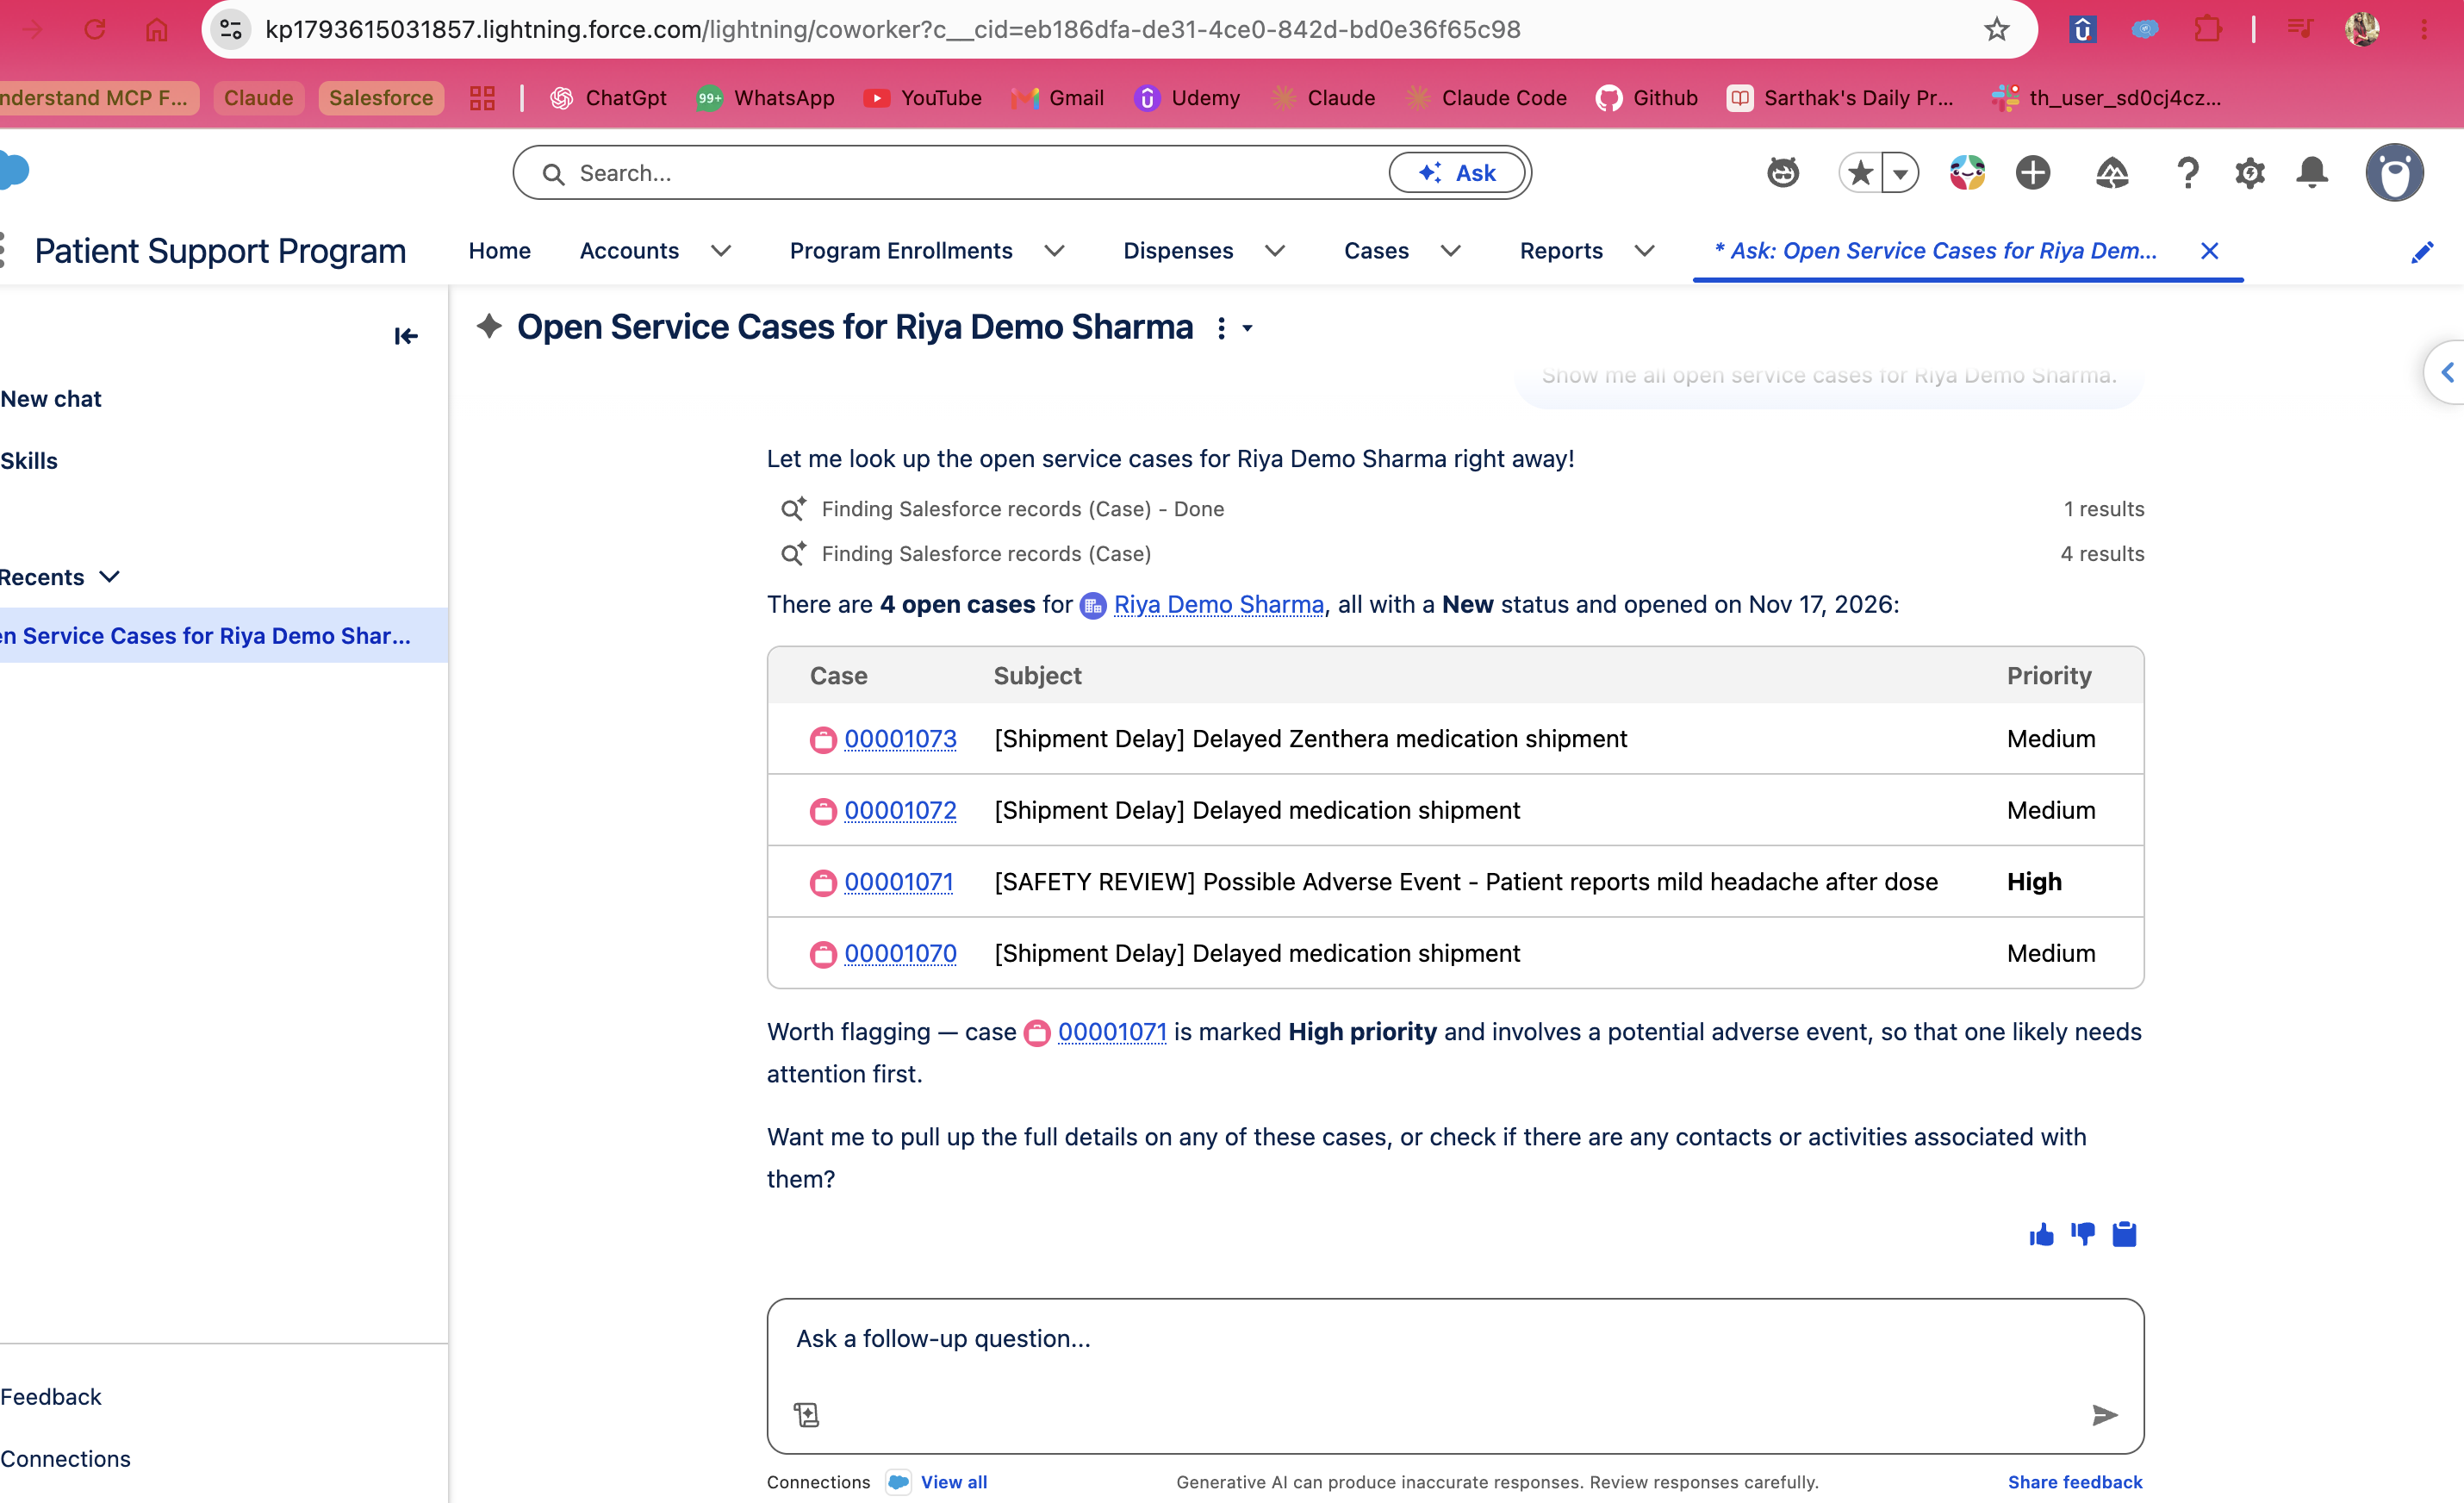 kp1793615031857.lightning.force.com/lightning/coworker?c__cid=eb186dfa-de31-4ce0-842d-bd0e36f65c98
nderstand MCP F... Claude Salesforce ChatGpt 99+ WhatsApp YouTube Gmail Udemy Claude Claude Code Github Sarthak's Daily Pr... th_user_sd0cj4cz...
Search... Ask
Patient Support Program Home Accounts Program Enrollments Dispenses Cases Reports * Ask: Open Service Cases for Riya Dem...
Open Service Cases for Riya Demo Sharma
New chat
Skills
Recents
en Service Cases for Riya Demo Shar...
Feedback
Connections
Show me all open service cases for Riya Demo Sharma.
Let me look up the open service cases for Riya Demo Sharma right away!
Finding Salesforce records (Case) - Done 1 results
Finding Salesforce records (Case) 4 results
There are 4 open cases for Riya Demo Sharma, all with a New status and opened on Nov 17, 2026:
Case Subject Priority
00001073 [Shipment Delay] Delayed Zenthera medication shipment Medium
00001072 [Shipment Delay] Delayed medication shipment Medium
00001071 [SAFETY REVIEW] Possible Adverse Event - Patient reports mild headache after dose High
00001070 [Shipment Delay] Delayed medication shipment Medium
Worth flagging — case 00001071 is marked High priority and involves a potential adverse event, so that one likely needs
attention first.
Want me to pull up the full details on any of these cases, or check if there are any contacts or activities associated with
them?
Ask a follow-up question...
Connections View all Generative AI can produce inaccurate responses. Review responses carefully. Share feedback